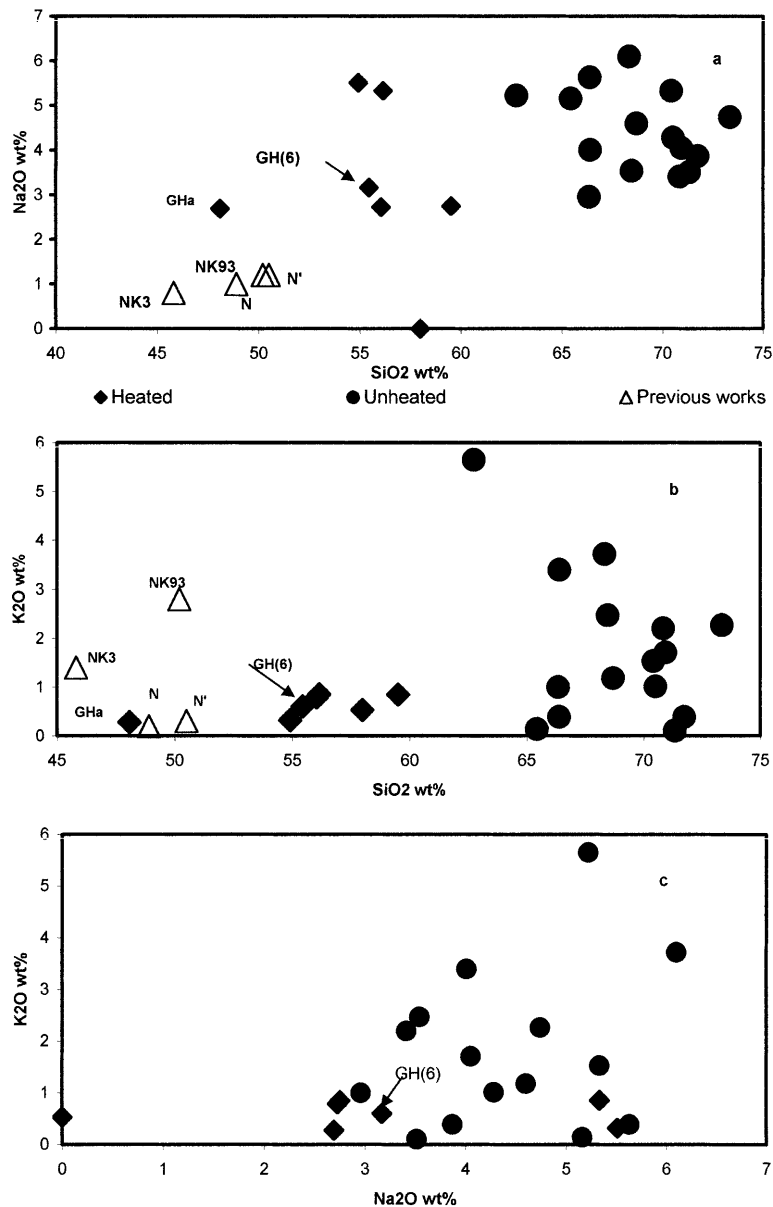 7
a
6
5
GH(6)
4
Na2O wt%
3
GHa
2
NK93
N'
1
NK3
N
0
40 45 50 55 60 65 70 75
SiO2 wt%
Heated Unheated Previous works
6
b
5
4
K2O wt%
3
NK93
2
NK3
GH(6)
1
N
N'
GHa
0
45 50 55 60 65 70 75
SiO2 wt%
6
c
5
4
K2O wt%
3
2
GH(6)
1
0
0 1 2 3 4 5 6 7
Na2O wt%